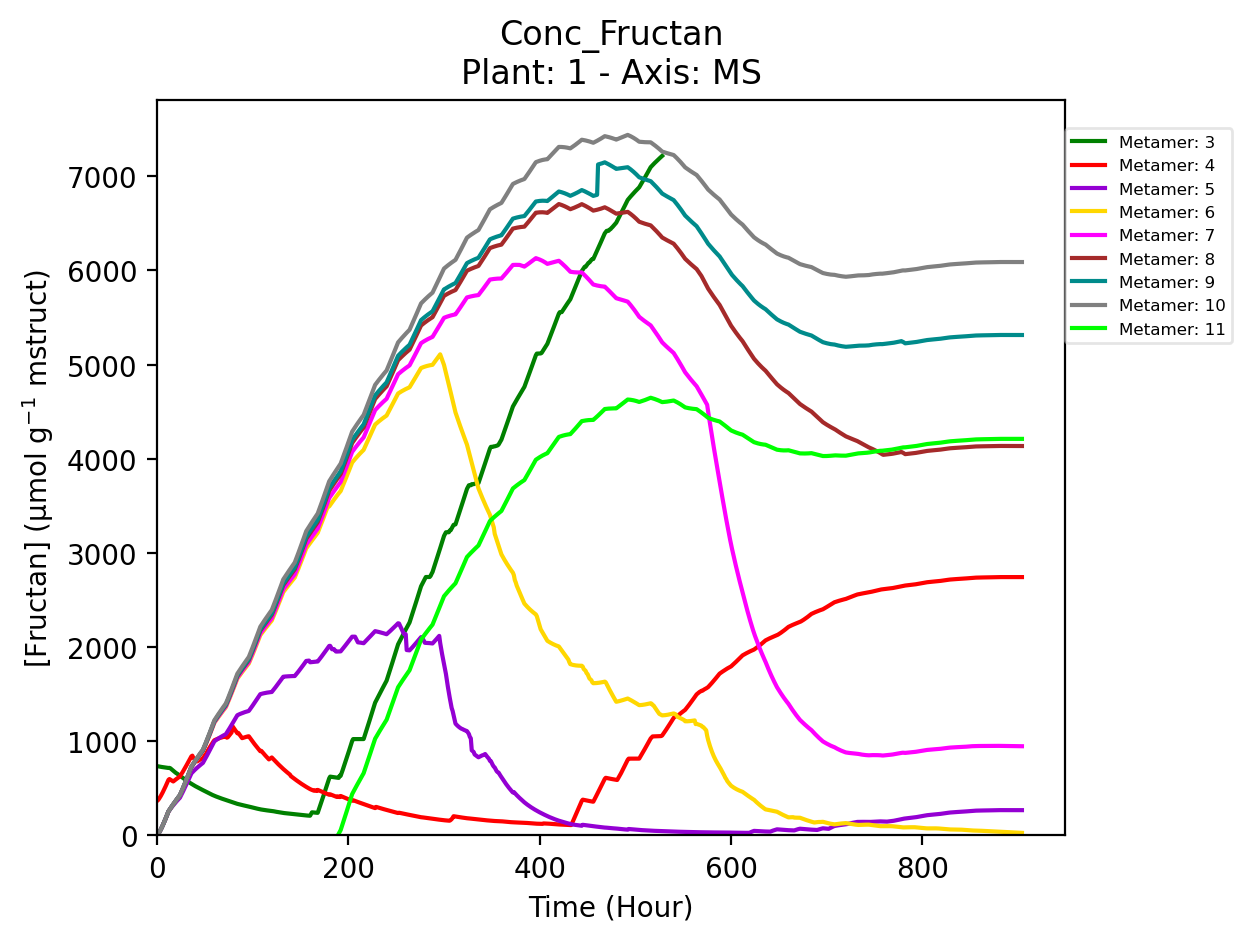 Conc_Fructan
Plant: 1 - Axis: MS
[Fructan] (µmol g⁻¹ mstruct)
7000
6000
5000
4000
3000
2000
1000
0
0 200 400 600 800
Time (Hour)
Metamer: 3
Metamer: 4
Metamer: 5
Metamer: 6
Metamer: 7
Metamer: 8
Metamer: 9
Metamer: 10
Metamer: 11